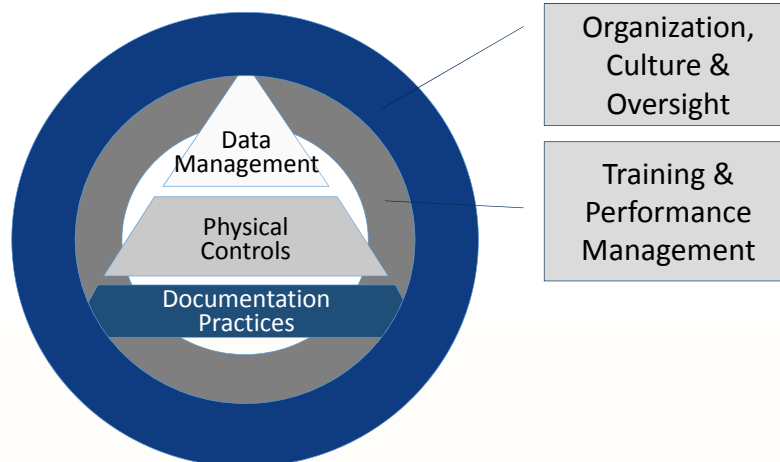 Organization,
Culture &
Oversight
Data
Management
Training &
Performance
Management
Physical
Controls
Documentation
Practices